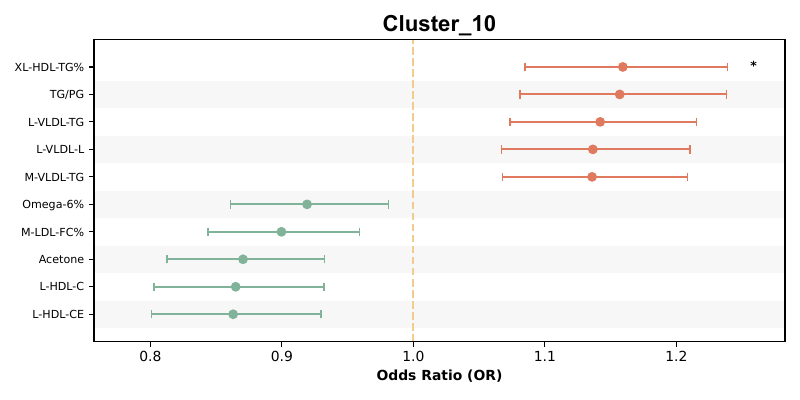 Cluster_10
XL-HDL-TG%
*
TG/PG
L-VLDL-TG
L-VLDL-L
M-VLDL-TG
Omega-6%
M-LDL-FC%
Acetone
L-HDL-C
L-HDL-CE
0.8 0.9 1.0 1.1 1.2
Odds Ratio (OR)